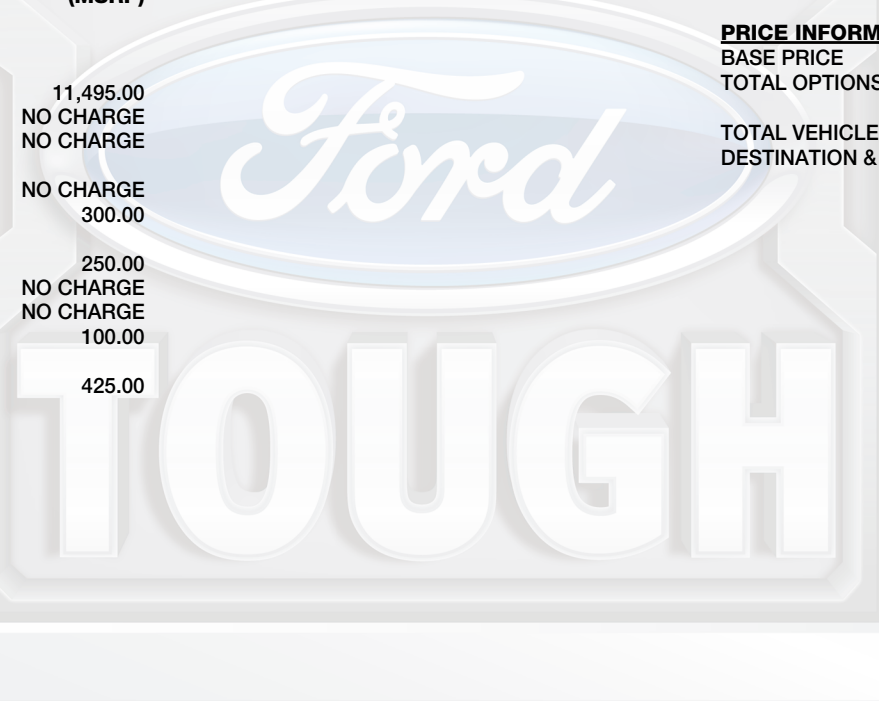 (MSRP)
11,495.00
NO CHARGE
NO CHARGE
NO CHARGE
300.00
250.00
NO CHARGE
NO CHARGE
100.00
425.00
PRICE INFORM
BASE PRICE
TOTAL OPTIONS
TOTAL VEHICLE
DESTINATION &
Ford
TOUGH